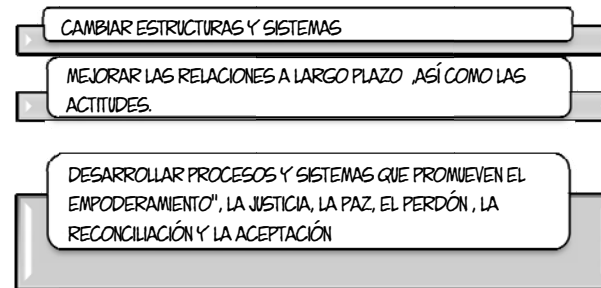 CAMBIAR ESTRUCTURAS Y SISTEMAS
MEJORAR LAS RELACIONES A LARGO PLAZO ,ASÍ COMO LAS
ACTITUDES.
DESARROLLAR PROCESOS Y SISTEMAS QUE PROMUEVEN EL
EMPODERAMIENTO", LA JUSTICIA, LA PAZ, EL PERDÓN , LA
RECONCILIACIÓN Y LA ACEPTACIÓN